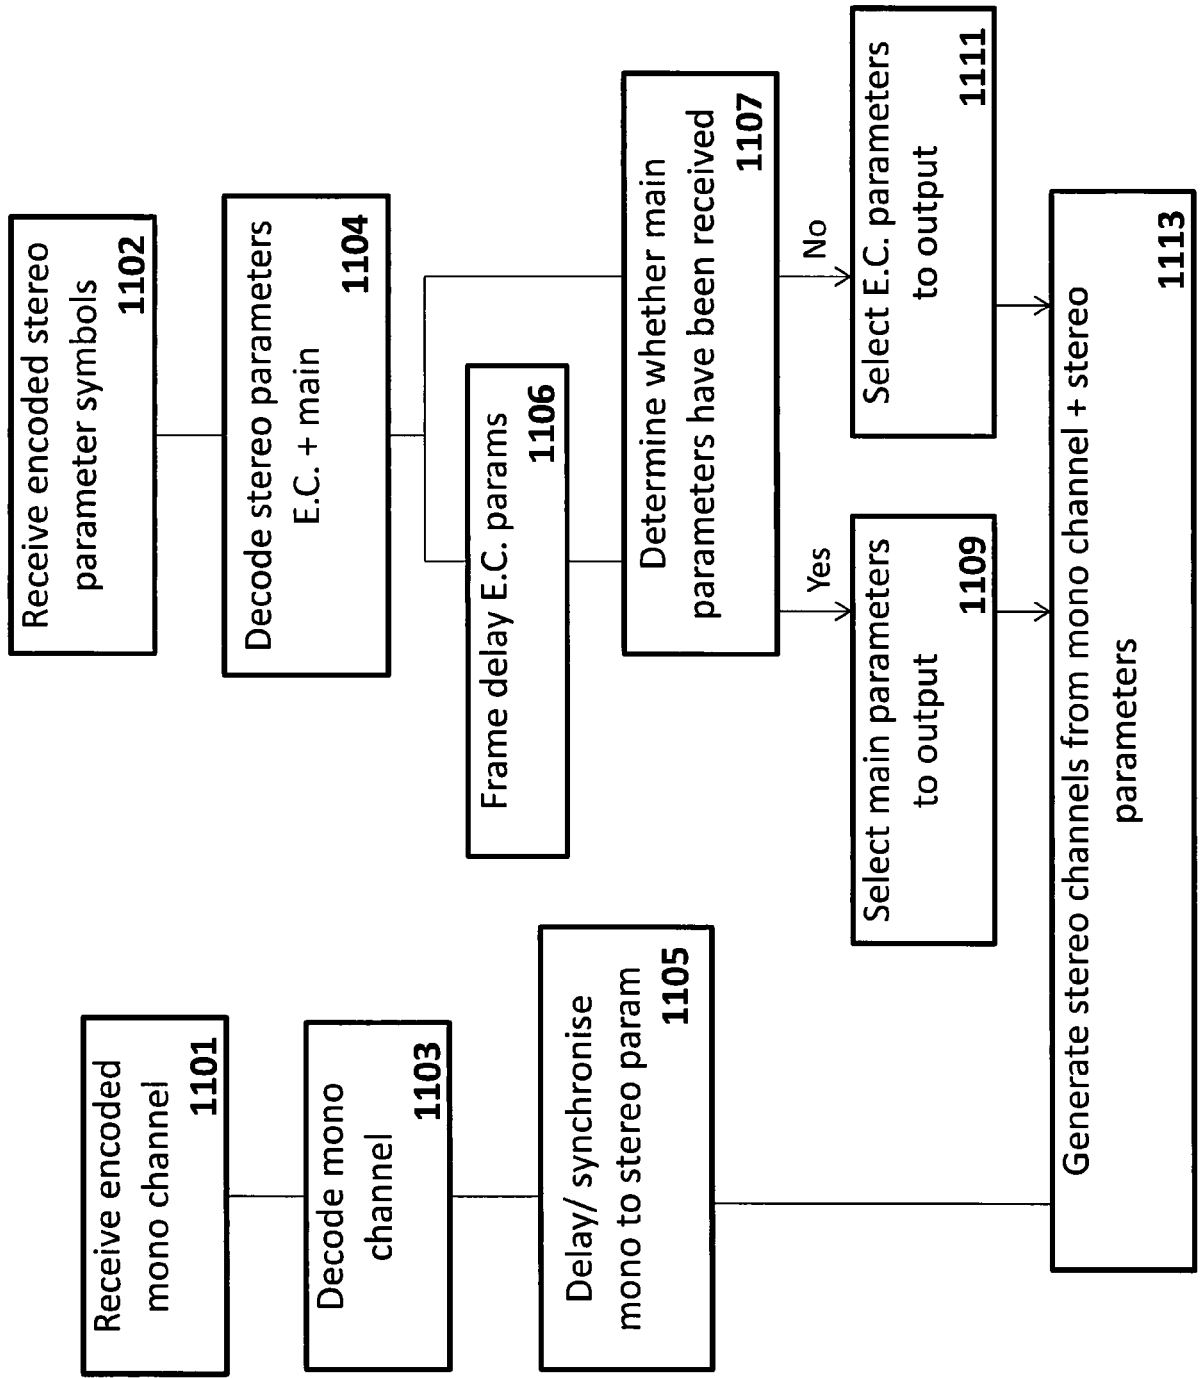 Receive encoded
mono channel
1101
Decode mono
channel
1103
Delay/ synchronise
mono to stereo param
1105
Receive encoded stereo
parameter symbols
1102
Decode stereo parameters
E.C. + main
1104
Frame delay E.C. params
1106
Determine whether main
parameters have been received
1107
Yes
No
Select main parameters
to output
1109
Select E.C. parameters
to output
1111
Generate stereo channels from mono channel + stereo
parameters
1113